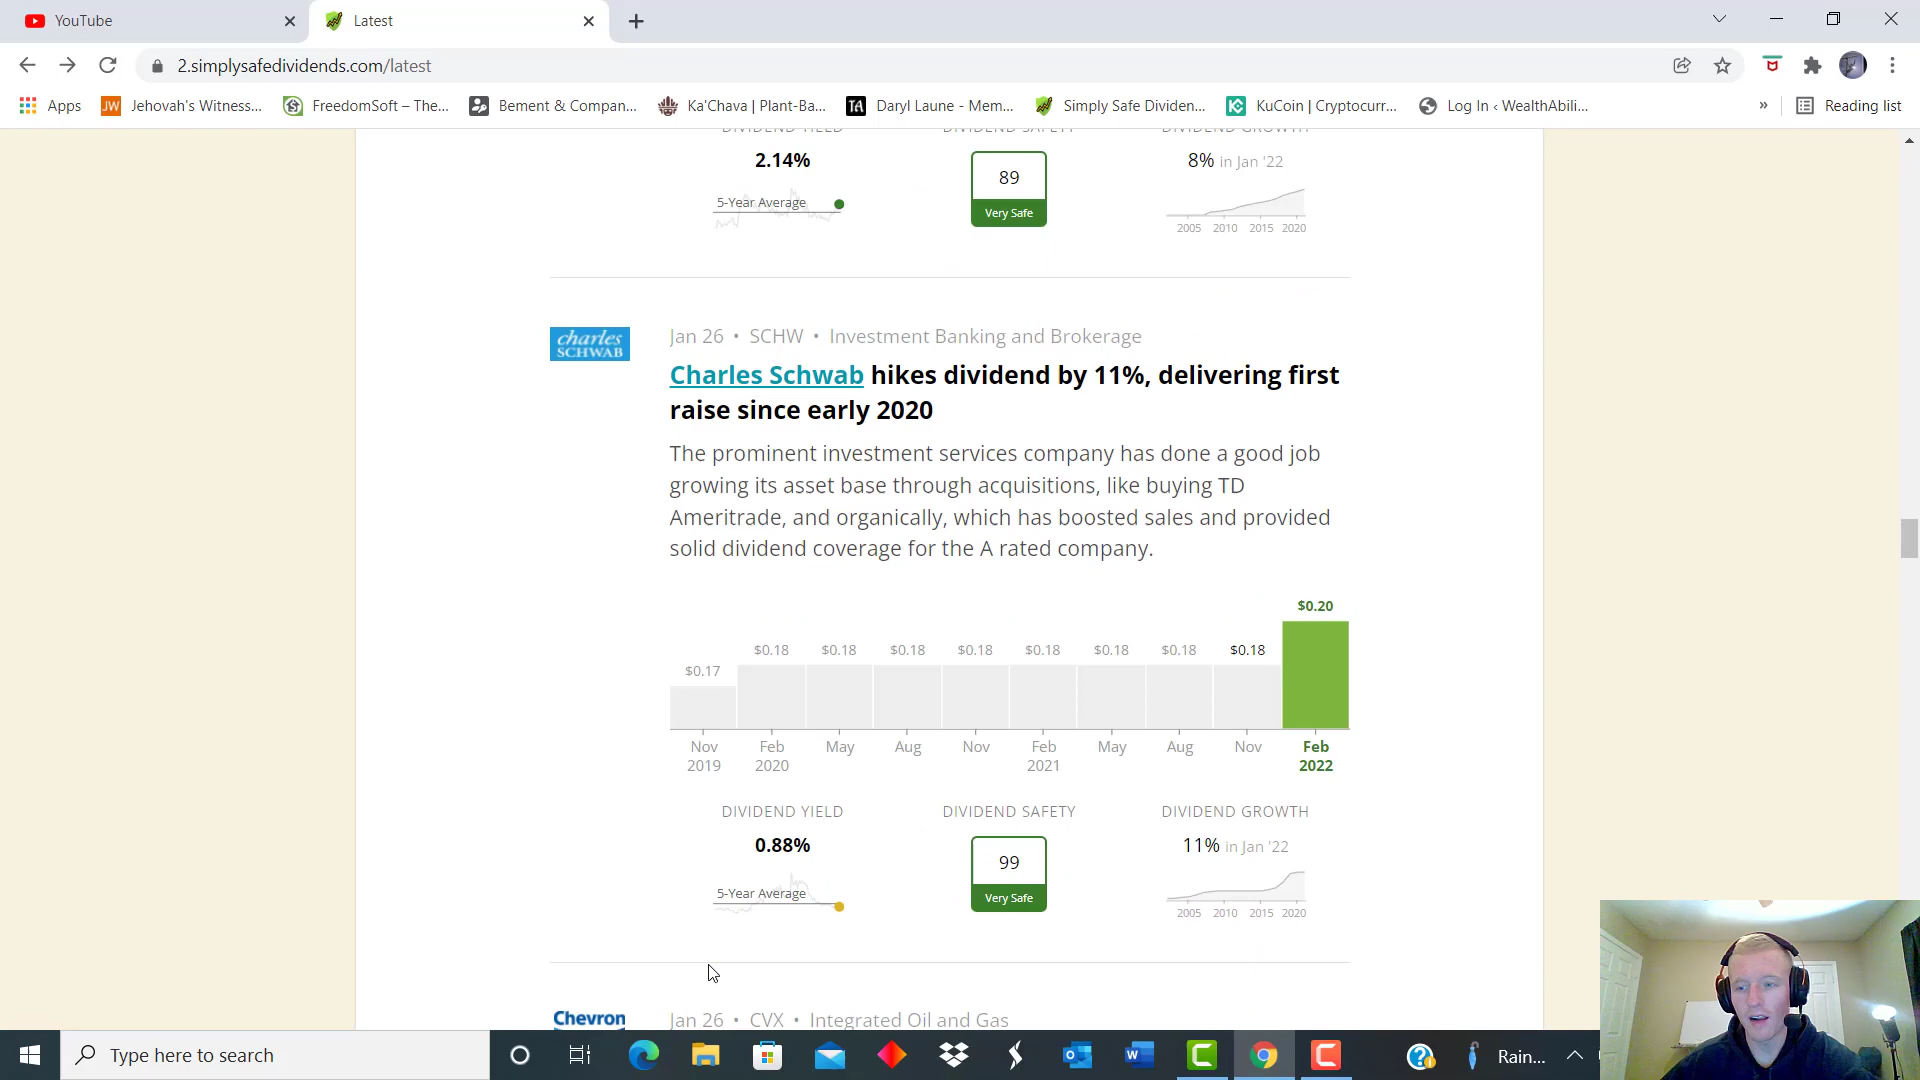 YouTube
Latest
2.simplysafedividends.com/latest
Apps
JW Jehovah's Witness...
FreedomSoft – The...
Bement & Compan...
Ka'Chava | Plant-Ba...
TA Daryl Laune - Mem...
Simply Safe Dividen...
KuCoin | Cryptocurr...
Log In ‹ WealthAbili...
»
Reading list
DIVIDEND YIELD DIVIDEND SAFETY DIVIDEND GROWTH
2.14% 89 8% in Jan '22
5-Year Average Very Safe
2005 2010 2015 2020
charles
SCHWAB
Jan 26 • SCHW • Investment Banking and Brokerage
Charles Schwab hikes dividend by 11%, delivering first
raise since early 2020
The prominent investment services company has done a good job
growing its asset base through acquisitions, like buying TD
Ameritrade, and organically, which has boosted sales and provided
solid dividend coverage for the A rated company.
$0.20
$0.17 $0.18 $0.18 $0.18 $0.18 $0.18 $0.18 $0.18 $0.18
Nov Feb May Aug Nov Feb May Aug Nov Feb
2019 2020 2021 2022
DIVIDEND YIELD DIVIDEND SAFETY DIVIDEND GROWTH
0.88% 99 11% in Jan '22
5-Year Average Very Safe
2005 2010 2015 2020
Chevron
Jan 26 • CVX • Integrated Oil and Gas
Type here to search
Rain...